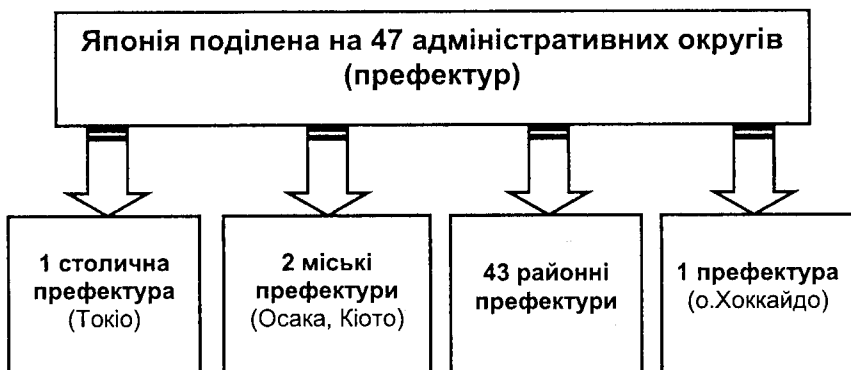 Японія поділена на 47 адміністративних округів
(префектур)
1 столична
префектура
(Токіо)
2 міські
префектури
(Осака, Кіото)
43 районні
префектури
1 префектура
(о.Хоккайдо)